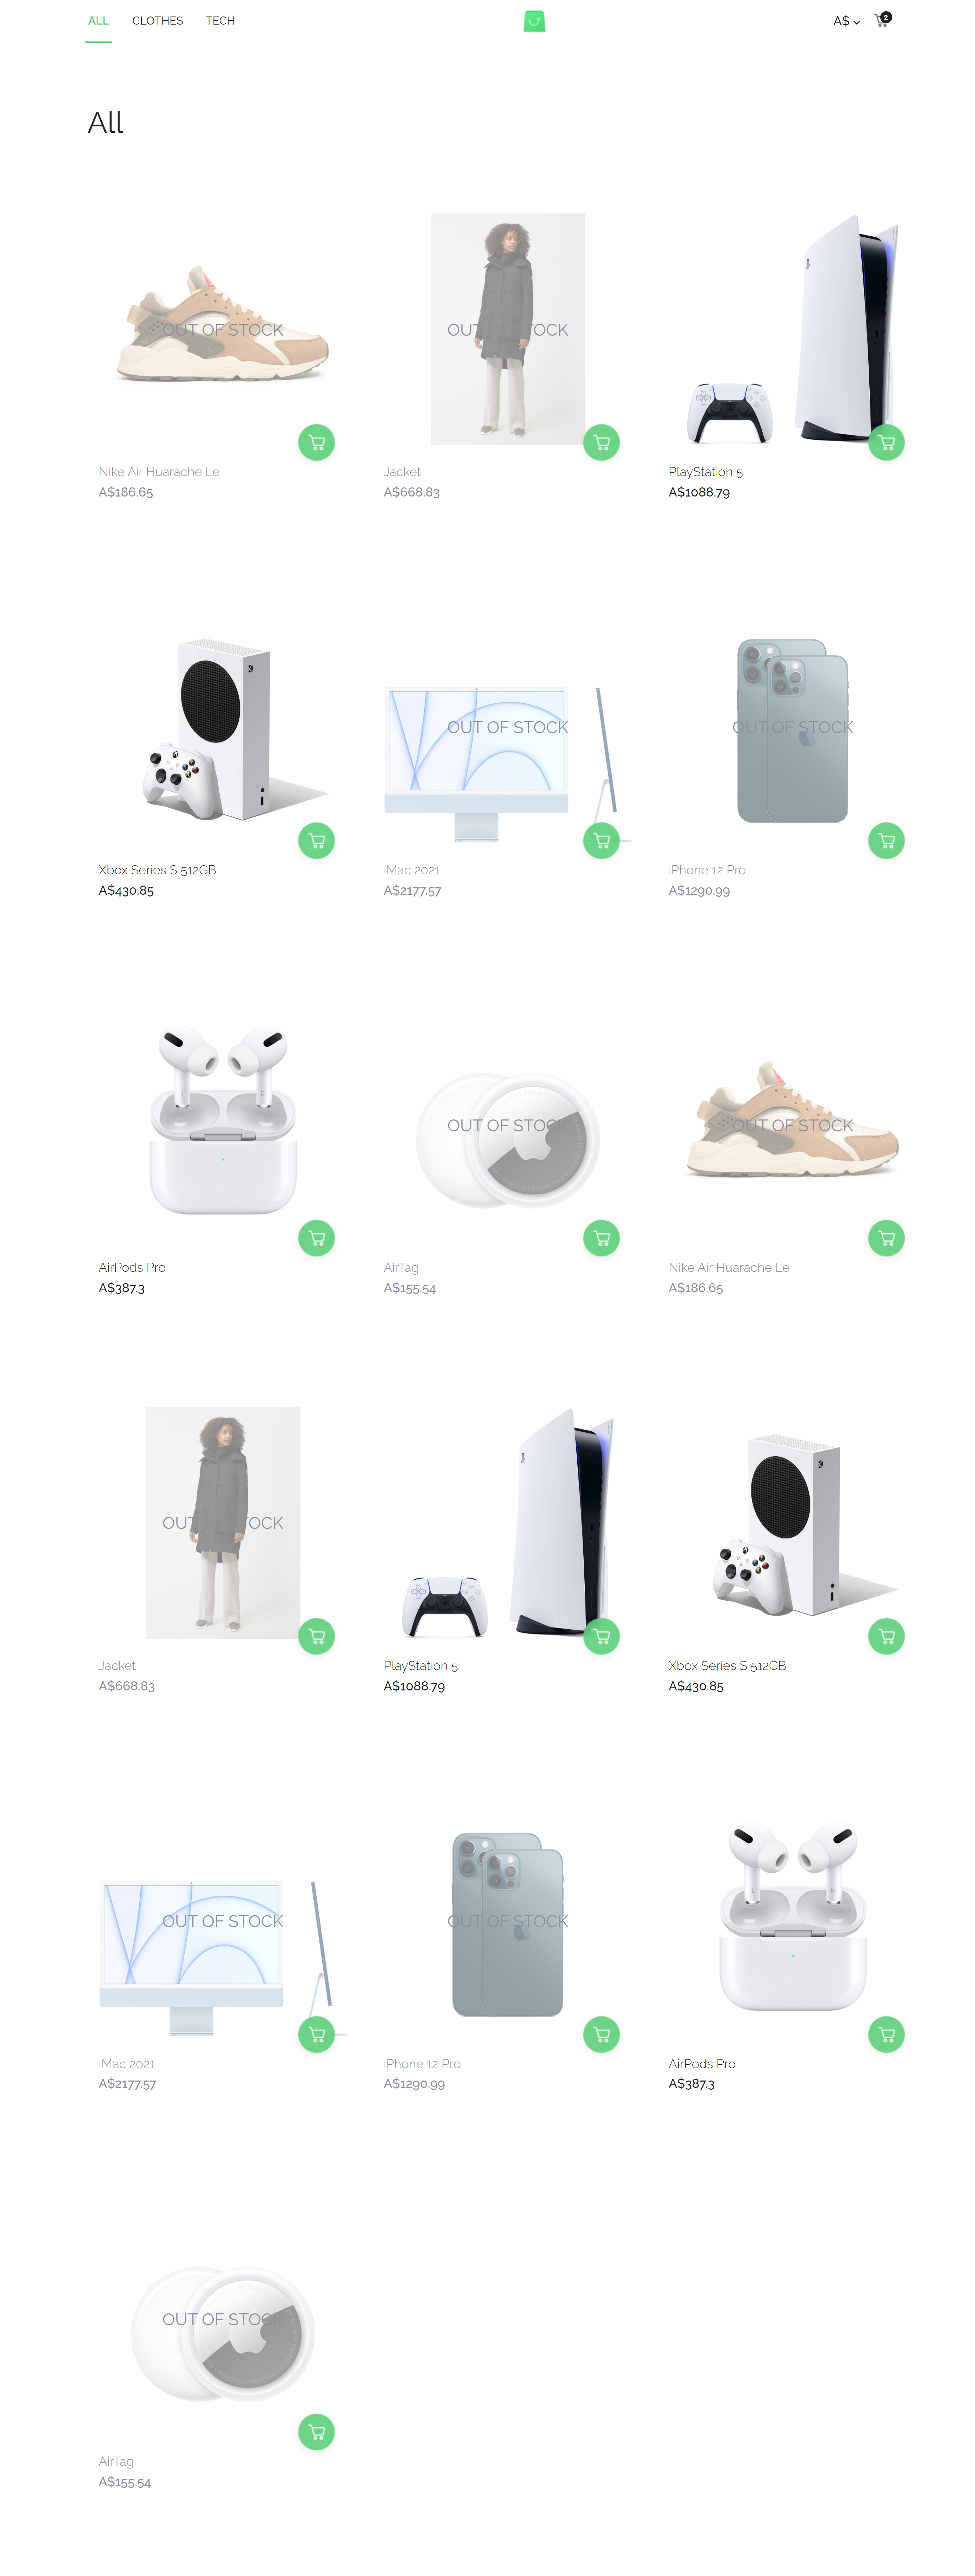 ALL CLOTHES TECH A$ 2
All
OUT OF STOCK
OUT OF STOCK
Nike Air Huarache Le
A$186.65
Jacket
A$668.83
PlayStation 5
A$1088.79
OUT OF STOCK
OUT OF STOCK
Xbox Series S 512GB
A$430.85
iMac 2021
A$2177.57
iPhone 12 Pro
A$1290.99
OUT OF STOCK
OUT OF STOCK
AirPods Pro
A$387.3
AirTag
A$155.54
Nike Air Huarache Le
A$186.65
OUT OF STOCK
Jacket
A$668.83
PlayStation 5
A$1088.79
Xbox Series S 512GB
A$430.85
OUT OF STOCK
OUT OF STOCK
iMac 2021
A$2177.57
iPhone 12 Pro
A$1290.99
AirPods Pro
A$387.3
OUT OF STOCK
AirTag
A$155.54